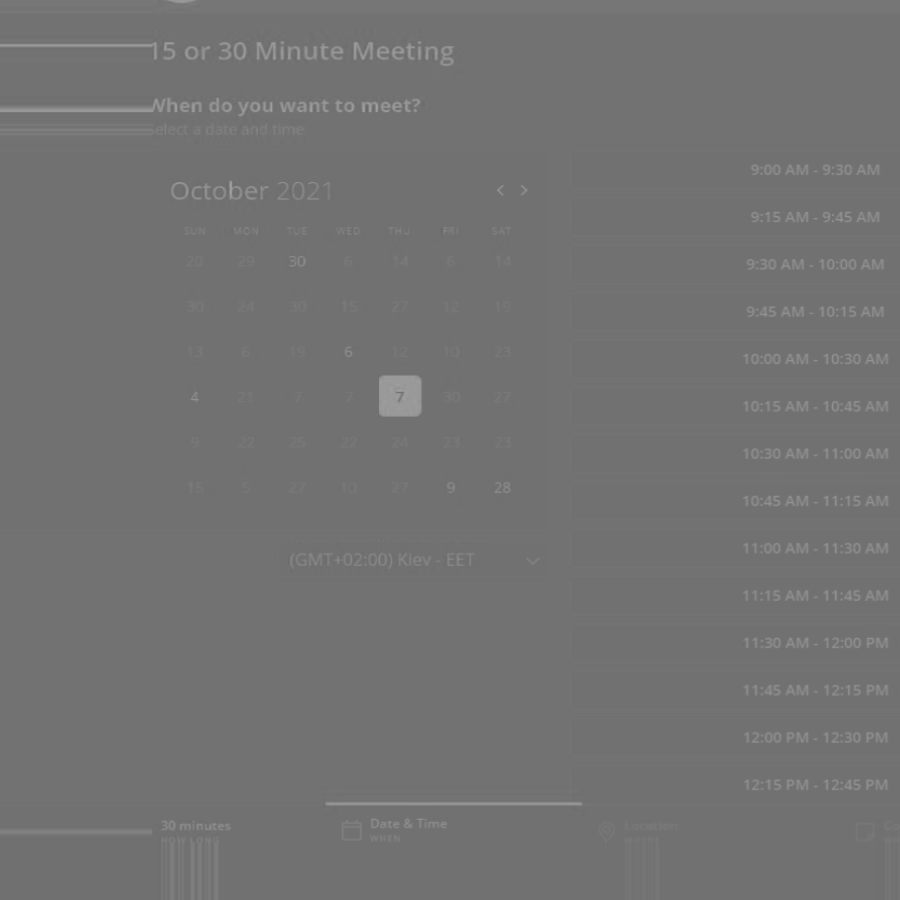 15 or 30 Minute Meeting
When do you want to meet?
Select a date and time
October 2021
SUN MON TUE WED THU FRI SAT
20 29 30 6 14 6 14
30 24 30 15 27 12 19
13 6 19 6 12 10 23
4 21 7 7 7 30 27
5 22 25 22 24 23 23
15 5 27 10 27 9 28
(GMT+02:00) Kiev - EET
9:00 AM - 9:30 AM
9:15 AM - 9:45 AM
9:30 AM - 10:00 AM
9:45 AM - 10:15 AM
10:00 AM - 10:30 AM
10:15 AM - 10:45 AM
10:30 AM - 11:00 AM
10:45 AM - 11:15 AM
11:00 AM - 11:30 AM
11:15 AM - 11:45 AM
11:30 AM - 12:00 PM
11:45 AM - 12:15 PM
12:00 PM - 12:30 PM
12:15 PM - 12:45 PM
30 minutes
HOW LONG
Date & Time
WHEN
Location